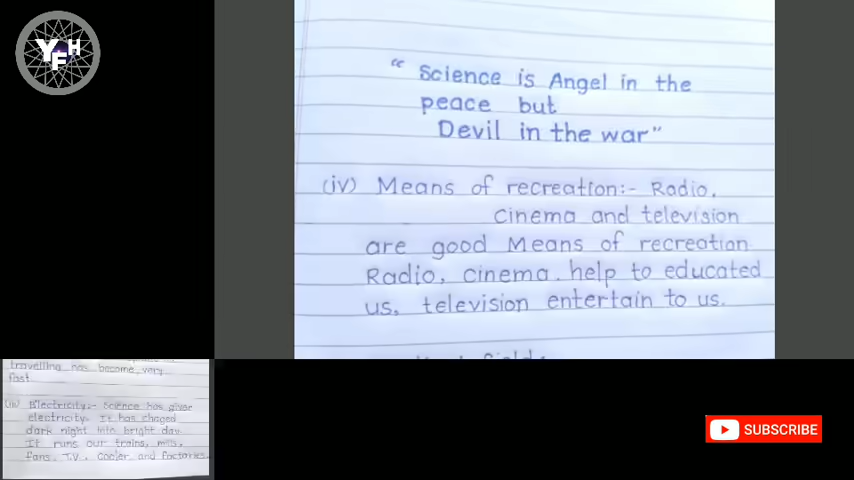 YFH
“ Science is Angel in the
peace but
Devil in the war”
(iv) Means of recreation:- Radio,
cinema and television
are good Means of recreation
Radio, cinema help to educated
us, television entertain to us.
travelling has become very
fast
(iii) Electricity:- Science has given
electricity. It has chaged
dark night into bright day.
It runs our trains, mills,
fans, T.V, cooler and factories.
SUBSCRIBE